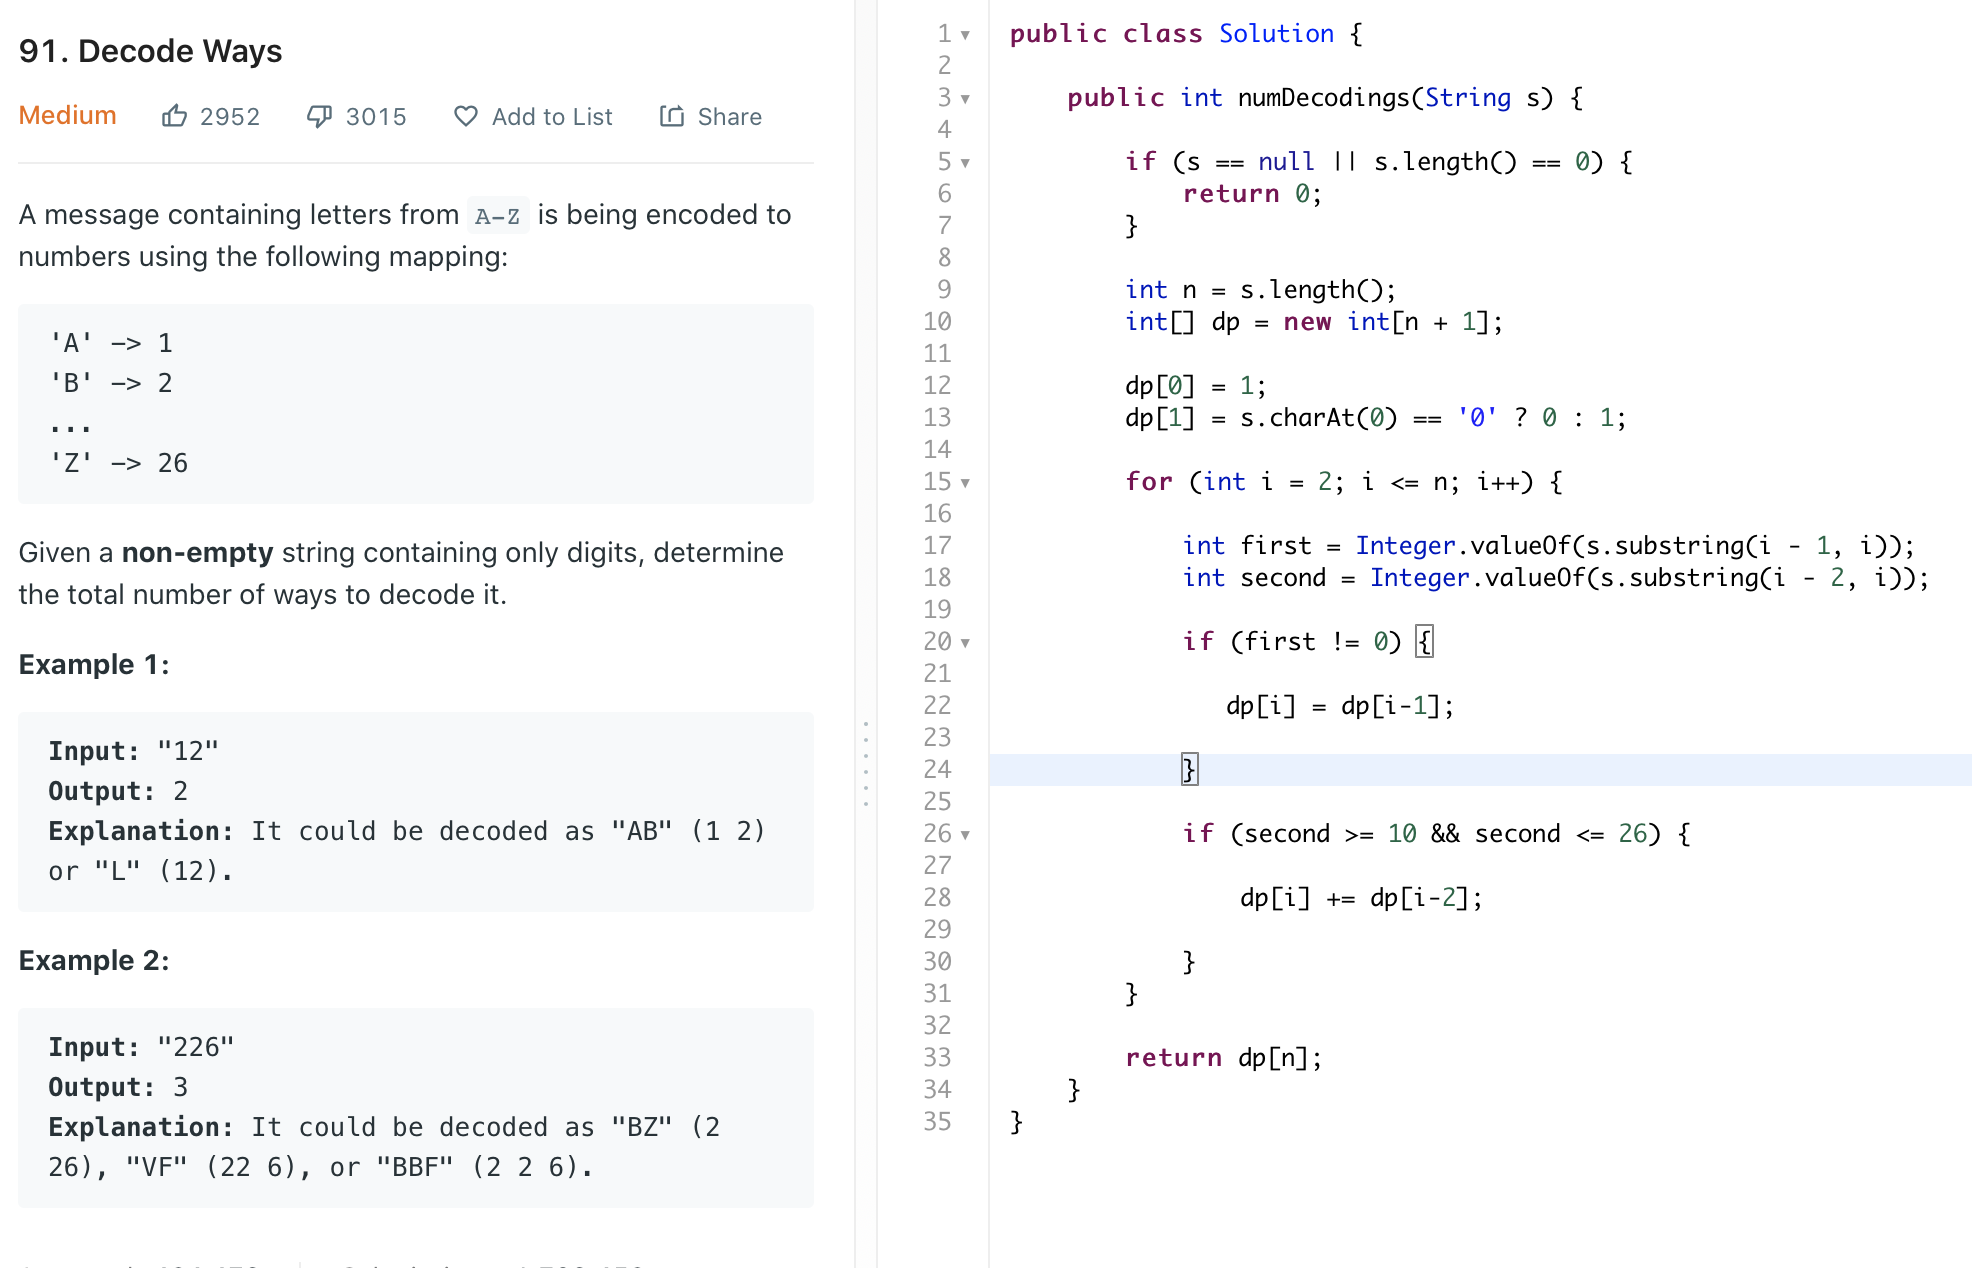 91. Decode Ways
Medium 2952 3015 Add to List Share
A message containing letters from A-Z is being encoded to
numbers using the following mapping:
'A' -> 1
'B' -> 2
...
'Z' -> 26
Given a non-empty string containing only digits, determine
the total number of ways to decode it.
Example 1:
Input: "12"
Output: 2
Explanation: It could be decoded as "AB" (1 2)
or "L" (12).
Example 2:
Input: "226"
Output: 3
Explanation: It could be decoded as "BZ" (2
26), "VF" (22 6), or "BBF" (2 2 6).
1 public class Solution {
2
3 public int numDecodings(String s) {
4
5 if (s == null || s.length() == 0) {
6 return 0;
7 }
8
9 int n = s.length();
10 int[] dp = new int[n + 1];
11
12 dp[0] = 1;
13 dp[1] = s.charAt(0) == '0' ? 0 : 1;
14
15 for (int i = 2; i <= n; i++) {
16
17 int first = Integer.valueOf(s.substring(i - 1, i));
18 int second = Integer.valueOf(s.substring(i - 2, i));
19
20 if (first != 0) {
21
22 dp[i] = dp[i-1];
23
24 }
25
26 if (second >= 10 && second <= 26) {
27
28 dp[i] += dp[i-2];
29
30 }
31 }
32
33 return dp[n];
34 }
35 }